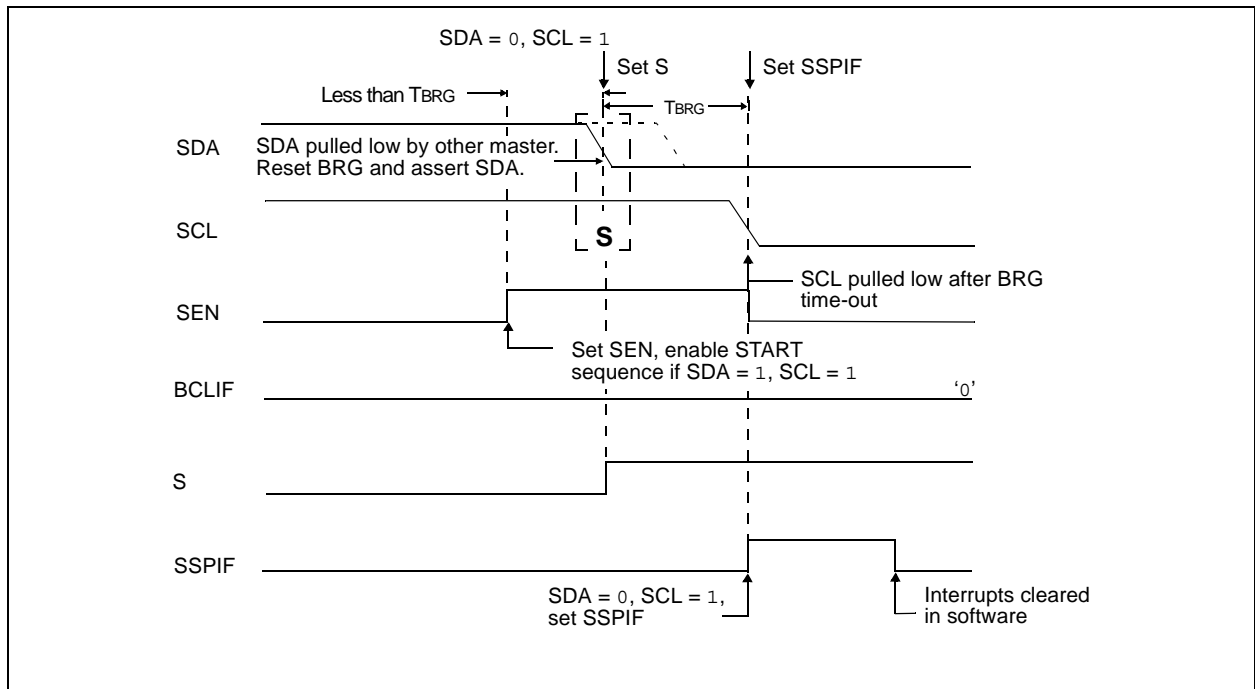 SDA = 0, SCL = 1
Set S
Set SSPIF
Less than TBRG
TBRG
SDA
SDA pulled low by other master.
Reset BRG and assert SDA.
SCL
S
SCL pulled low after BRG
time-out
SEN
Set SEN, enable START
sequence if SDA = 1, SCL = 1
BCLIF
‘0’
S
SSPIF
SDA = 0, SCL = 1,
set SSPIF
Interrupts cleared
in software